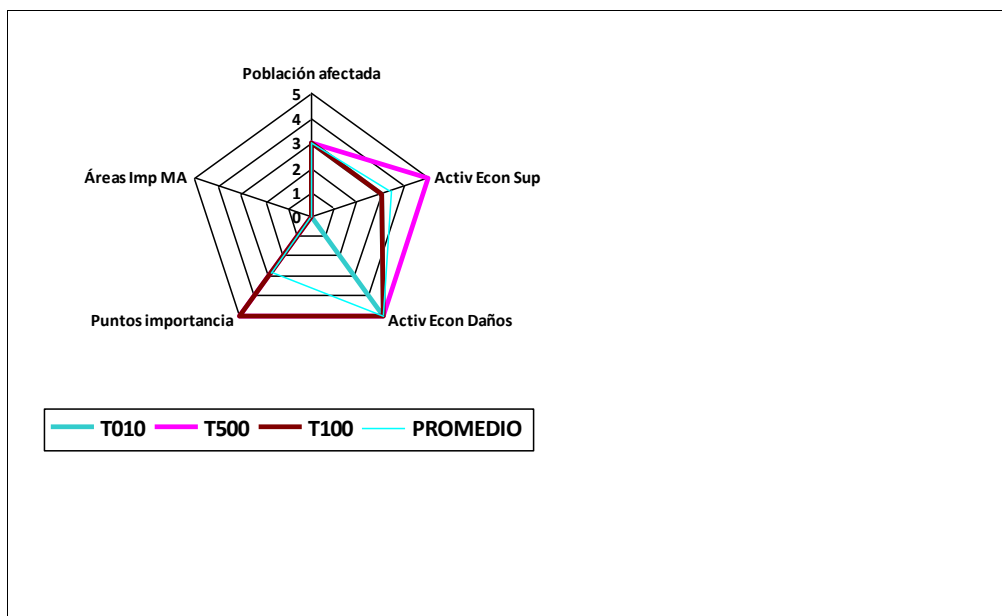 Población afectada
5
4
3
2
1
0
Áreas Imp MA
Activ Econ Sup
Puntos importancia
Activ Econ Daños
T010 T500 T100 PROMEDIO